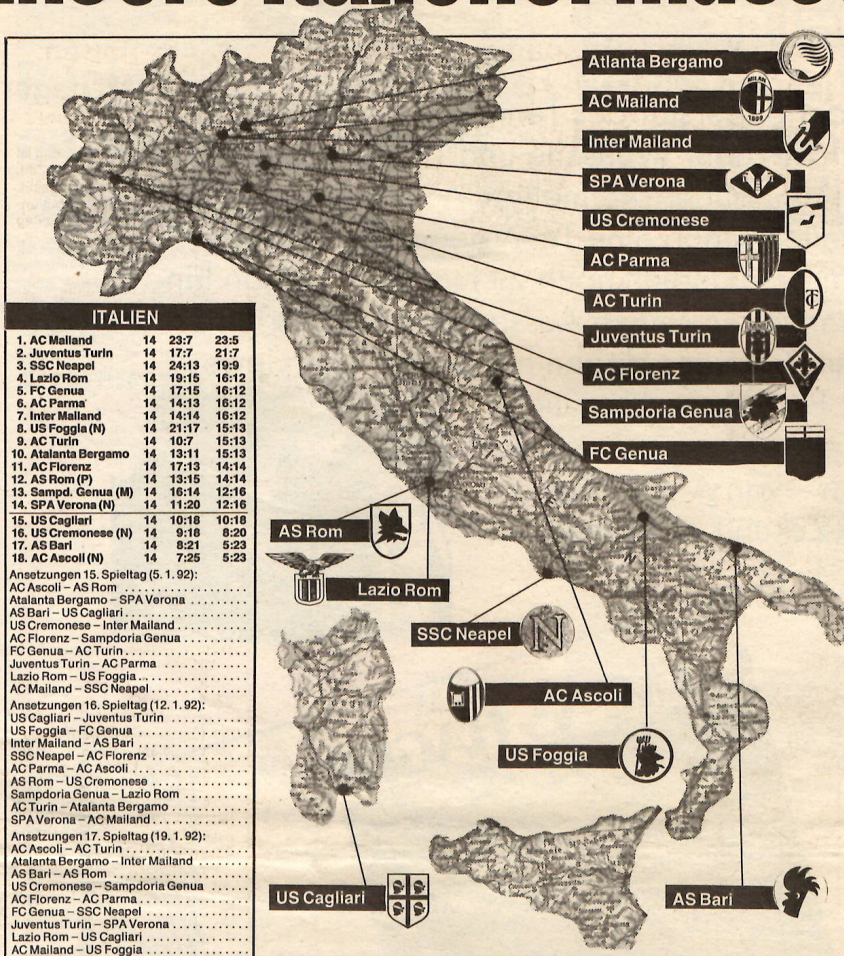 Atlanta Bergamo
AC Mailand
MILAN
1899
Inter Mailand
SPA Verona
US Cremonese
AC Parma
PARMA A.C.
AC Turin
Juventus Turin
AC Florenz
Sampdoria Genua
FC Genua
ITALIEN
1. AC Mailand 14 23:7 23:5
2. Juventus Turin 14 17:7 21:7
3. SSC Neapel 14 24:13 19:9
4. Lazio Rom 14 19:15 16:12
5. FC Genua 14 17:15 16:12
6. AC Parma 14 14:13 16:12
7. Inter Mailand 14 14:14 16:12
8. US Foggia (N) 14 21:17 15:13
9. AC Turin 14 10:7 15:13
10. Atalanta Bergamo 14 13:11 15:13
11. AC Florenz 14 17:13 14:14
12. AS Rom (P) 14 13:15 14:14
13. Sampd. Genua (M) 14 16:14 12:16
14. SPA Verona (N) 14 11:20 12:16
15. US Cagliari 14 10:18 10:18
16. US Cremonese (N) 14 9:18 8:20
17. AS Bari 14 8:21 5:23
18. AC Ascoli (N) 14 7:25 5:23
Ansetzungen 15. Spieltag (5. 1. 92):
AC Ascoli – AS Rom
Atalanta Bergamo – SPA Verona
AS Bari – US Cagliari
US Cremonese – Inter Mailand
AC Florenz – Sampdoria Genua
FC Genua – AC Turin
Juventus Turin – AC Parma
Lazio Rom – US Foggia
AC Mailand – SSC Neapel
Ansetzungen 16. Spieltag (12. 1. 92):
US Cagliari – Juventus Turin
US Foggia – FC Genua
Inter Mailand – AS Bari
SSC Neapel – AC Florenz
AC Parma – AC Ascoli
AS Rom – US Cremonese
Sampdoria Genua – Lazio Rom
AC Turin – Atalanta Bergamo
SPA Verona – AC Mailand
Ansetzungen 17. Spieltag (19. 1. 92):
AC Ascoli – AC Turin
Atalanta Bergamo – Inter Mailand
AS Bari – AS Rom
US Cremonese – Sampdoria Genua
AC Florenz – AC Parma
FC Genua – SSC Neapel
Juventus Turin – SPA Verona
Lazio Rom – US Cagliari
AC Mailand – US Foggia
AS Rom
Lazio Rom
SSC Neapel
N
AC Ascoli
US Foggia
US Cagliari
AS Bari